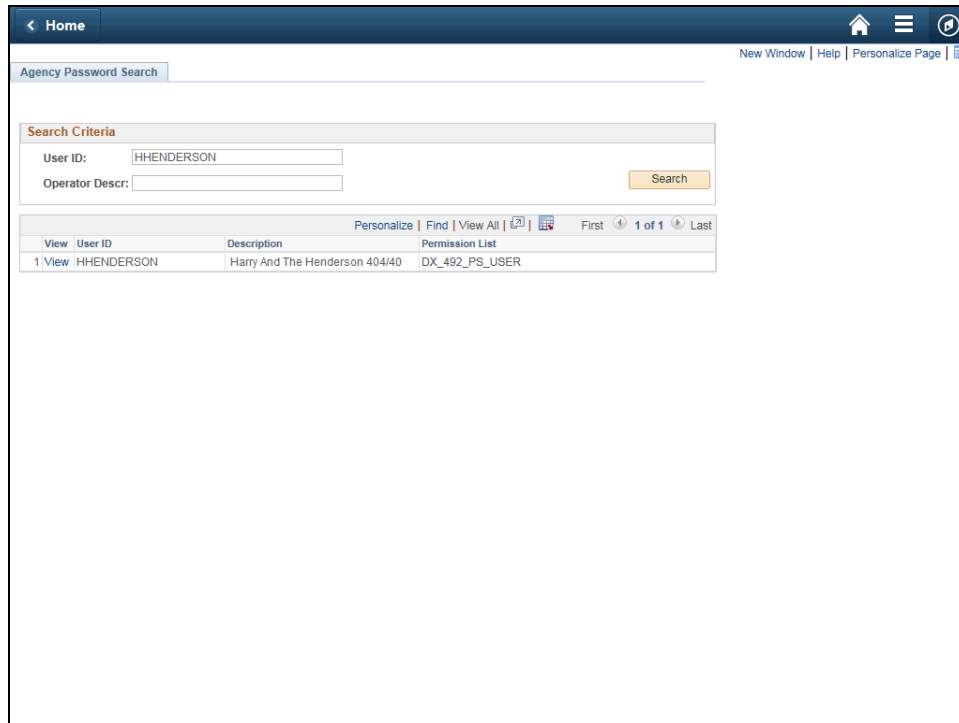 Home
New Window | Help | Personalize Page |
Agency Password Search
Search Criteria
User ID: HHENDERSON
Operator Descr:
Search
Personalize | Find | View All | | First 1 of 1 Last
View User ID Description Permission List
1 View HHENDERSON Harry And The Henderson 404/40 DX_492_PS_USER